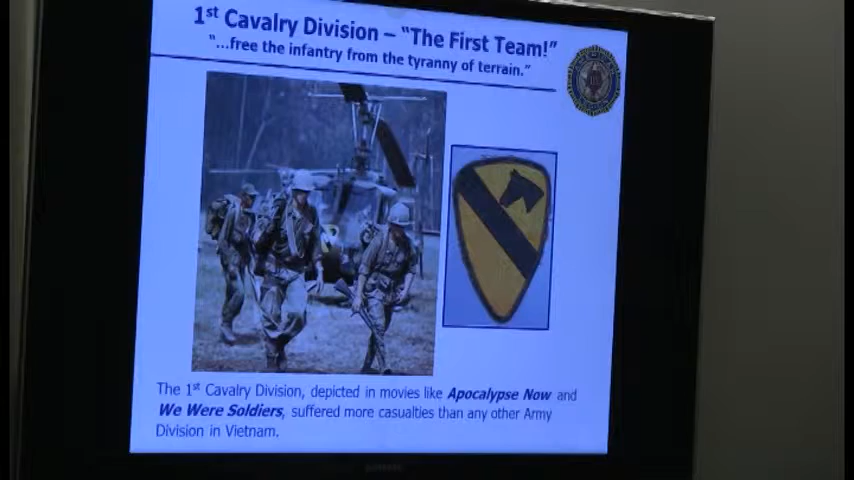 1st Cavalry Division – “The First Team!”
“...free the infantry from the tyranny of terrain.”
The 1st Cavalry Division, depicted in movies like Apocalypse Now and
We Were Soldiers, suffered more casualties than any other Army
Division in Vietnam.